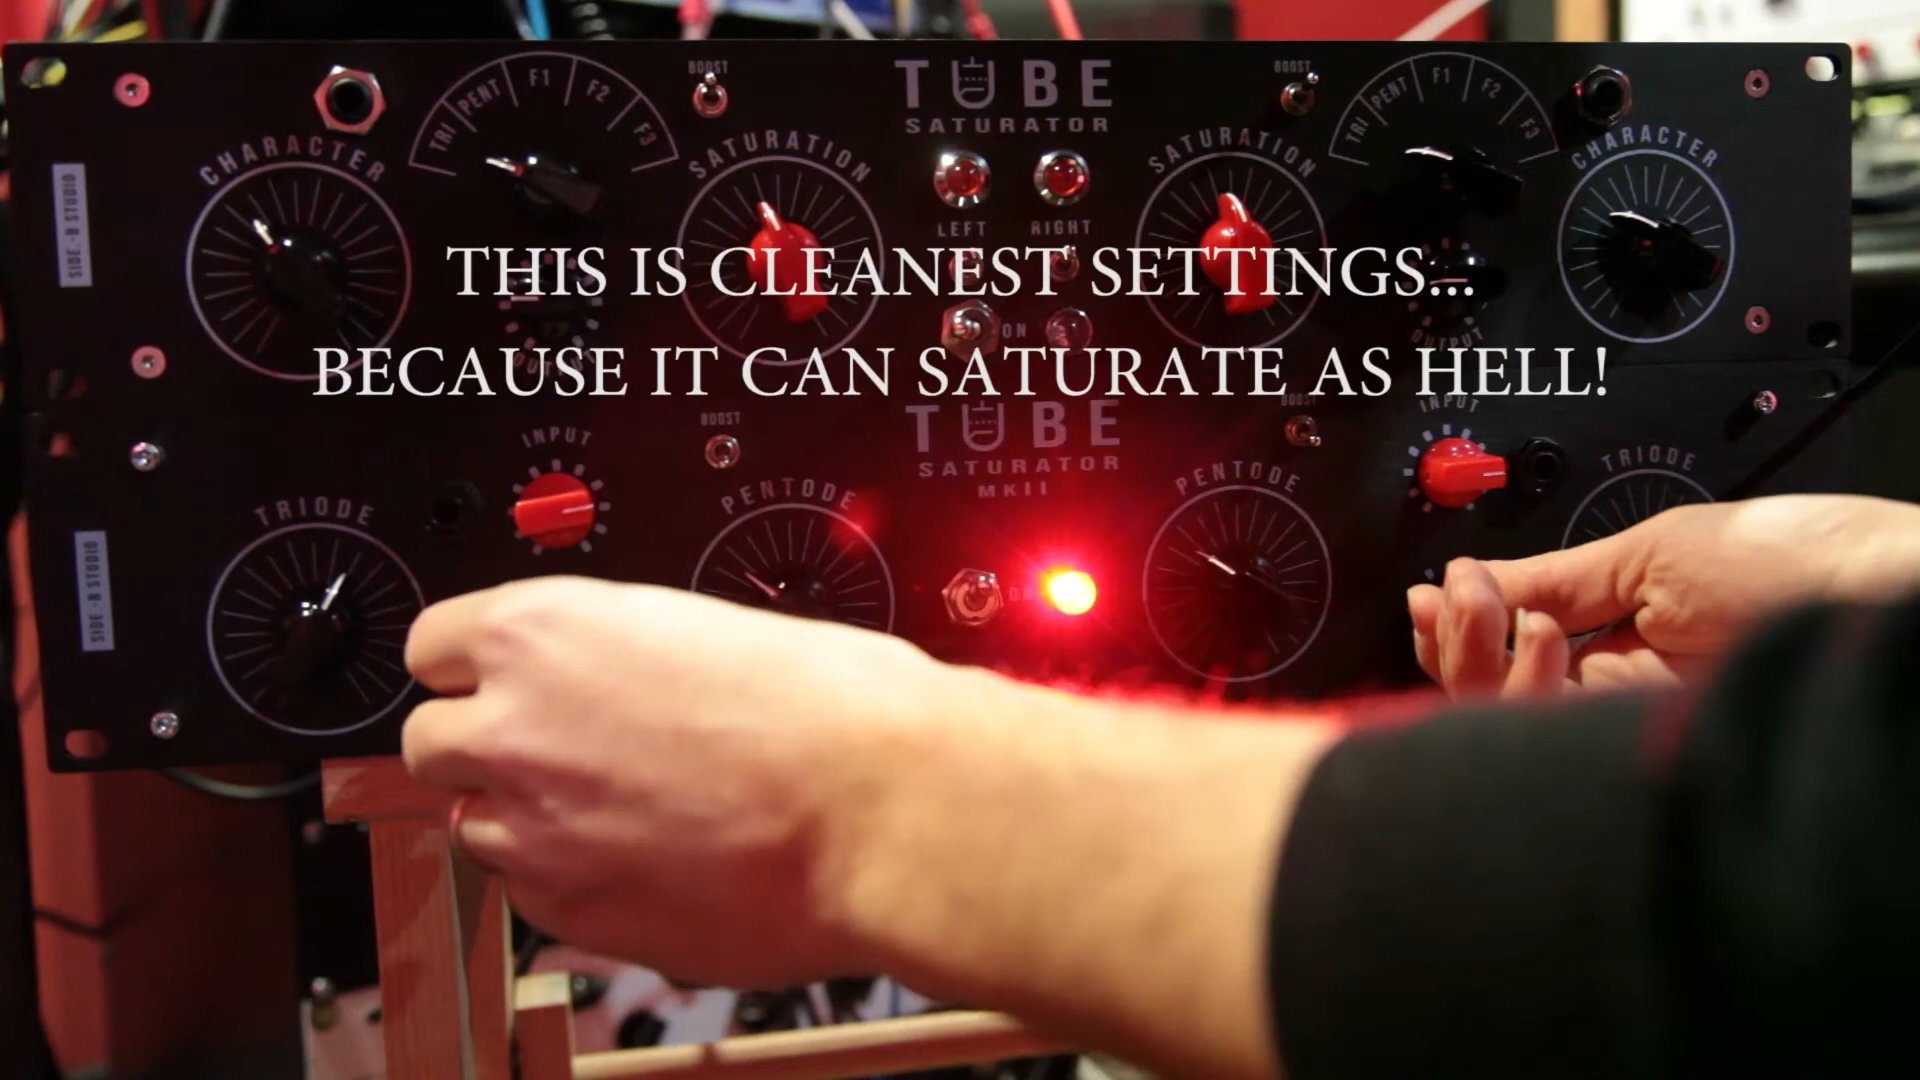 BOOST
TUBE
SATURATOR
BOOST
TRI
PENT
F1
F2
F3
TRI
PENT
F1
F2
F3
CHARACTER
SATURATION
SATURATION
CHARACTER
SIDE-B STUDIO
LEFT
RIGHT
THIS IS CLEANEST SETTINGS...
ON
OUTPUT
BECAUSE IT CAN SATURATE AS HELL!
BOOST
TUBE
SATURATOR
MKII
BOOST
INPUT
INPUT
TRIODE
PENTODE
PENTODE
TRIODE
SIDE-B STUDIO